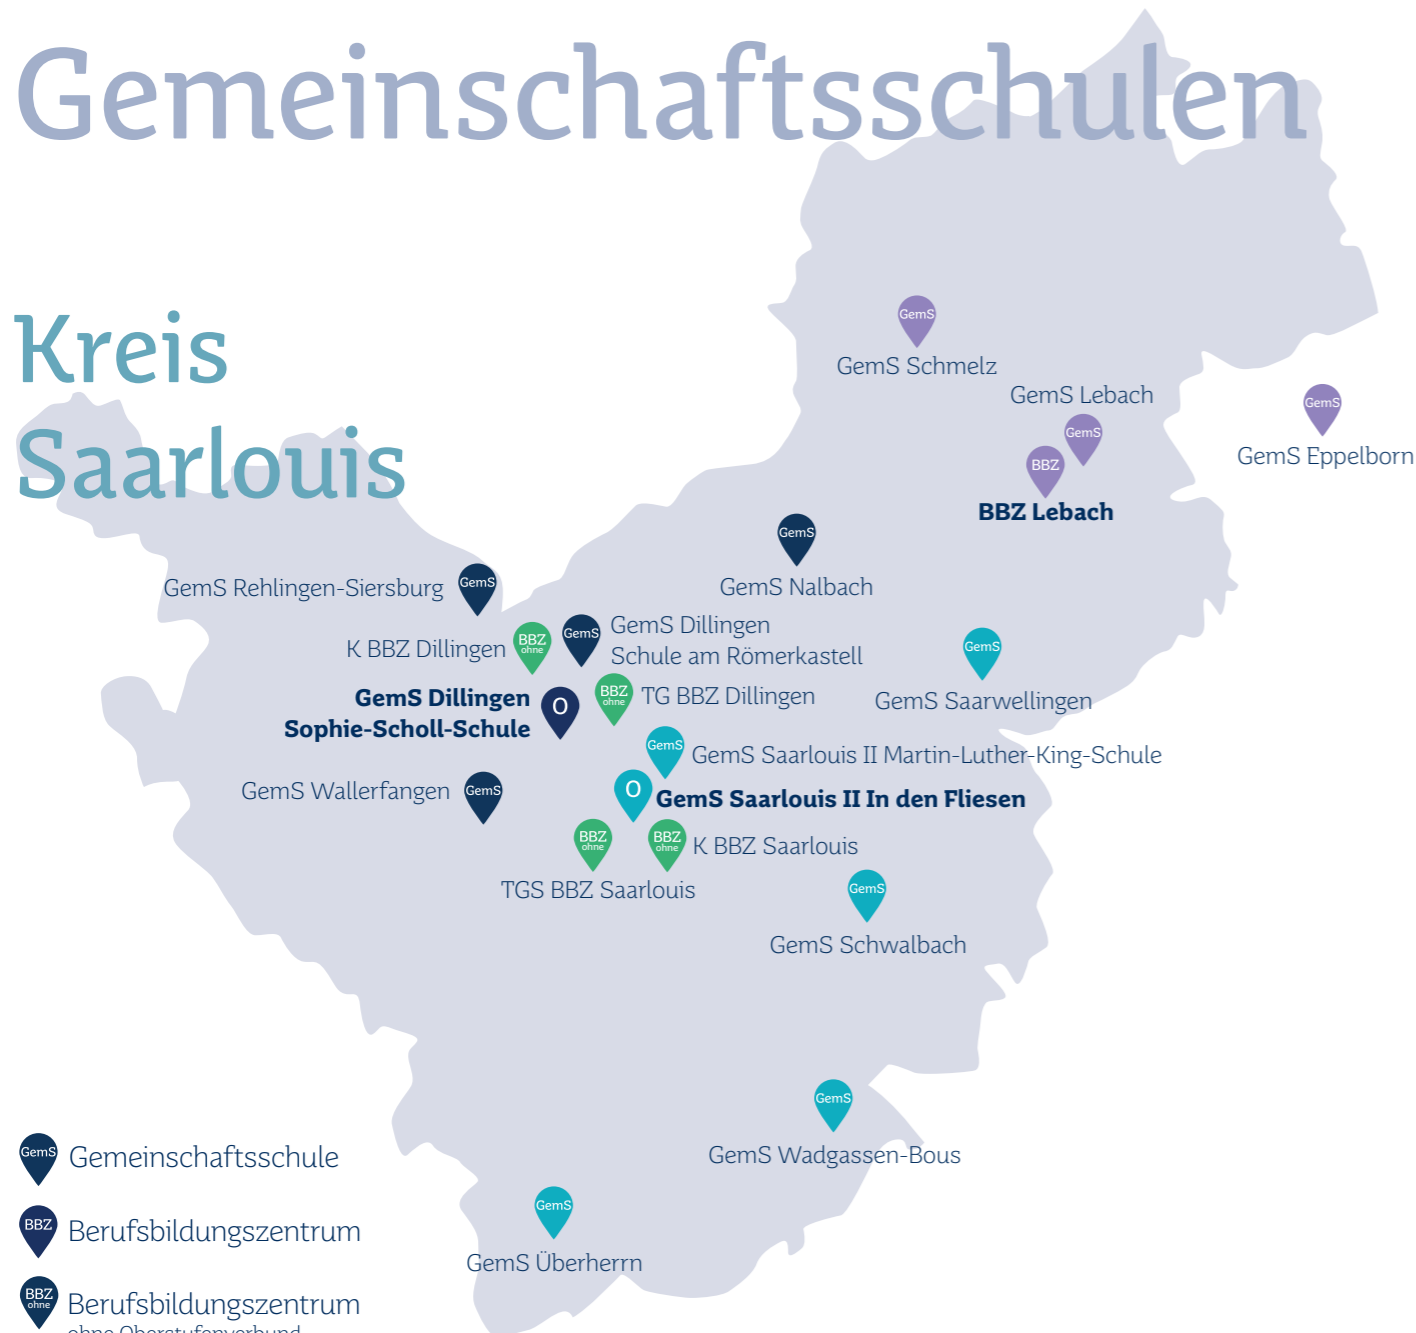 Gemeinschaftsschulen
Kreis
Saarlouis
GemS
GemS Schmelz
GemS Lebach
GemS
GemS
GemS Eppelborn
BBZ
BBZ Lebach
GemS
GemS Nalbach
GemS Rehlingen-Siersburg
GemS
K BBZ Dillingen
BBZ
ohne
GemS
GemS Dillingen
Schule am Römerkastell
GemS
GemS Saarwellingen
GemS Dillingen
Sophie-Scholl-Schule
O
BBZ
ohne
TG BBZ Dillingen
GemS
GemS Saarlouis II Martin-Luther-King-Schule
GemS Wallerfangen
GemS
O
GemS Saarlouis II In den Fliesen
BBZ
ohne
TGS BBZ Saarlouis
BBZ
ohne
K BBZ Saarlouis
GemS
GemS Schwalbach
GemS
GemS Wadgassen-Bous
GemS
GemS Überherrn
GemS
Gemeinschaftsschule
BBZ
Berufsbildungszentrum
BBZ
ohne
Berufsbildungszentrum
ohne Oberstufenverbund